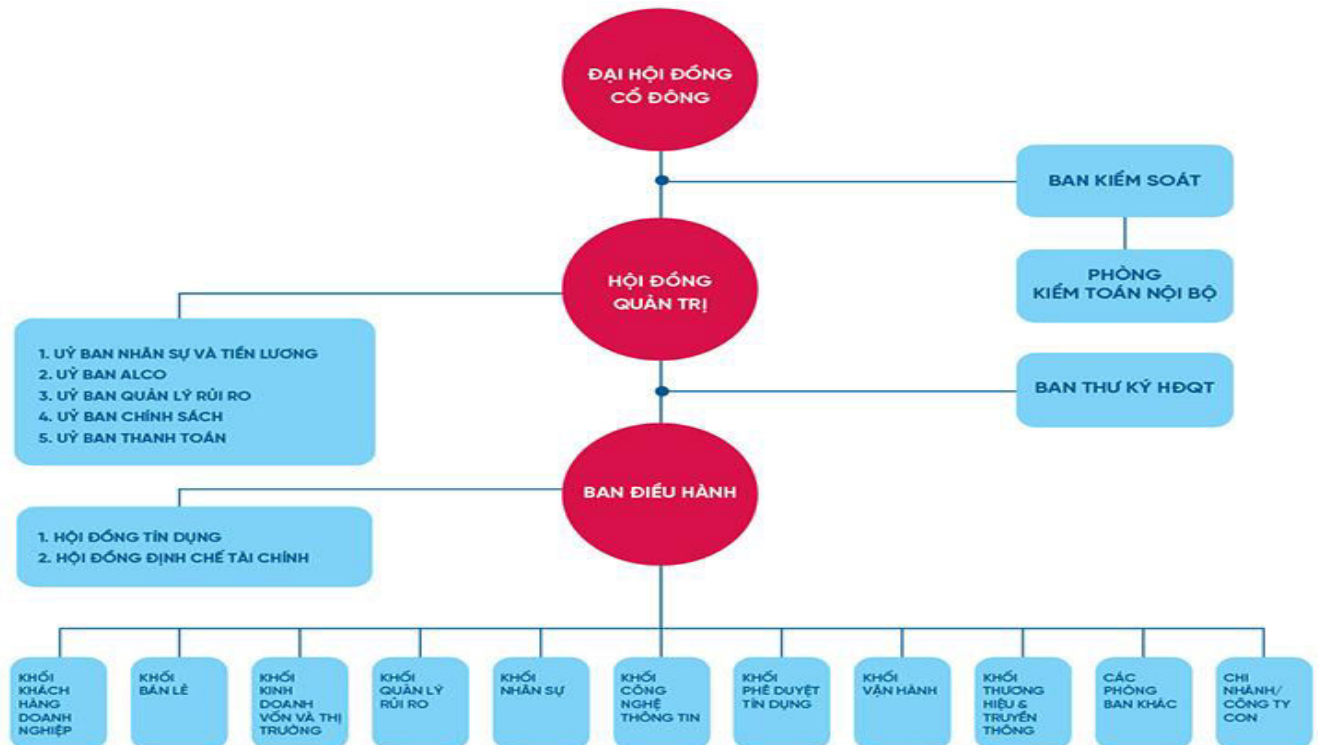 ĐẠI HỘI ĐỒNG
CỔ ĐÔNG
BAN KIỂM SOÁT
PHÒNG
KIỂM TOÁN NỘI BỘ
HỘI ĐỒNG
QUẢN TRỊ
1. UỶ BAN NHÂN SỰ VÀ TIỀN LƯƠNG
2. UỶ BAN ALCO
3. UỶ BAN QUẢN LÝ RỦI RO
4. UỶ BAN CHÍNH SÁCH
5. UỶ BAN THANH TOÁN
BAN THƯ KÝ HĐQT
BAN ĐIỀU HÀNH
1. HỘI ĐỒNG TÍN DỤNG
2. HỘI ĐỒNG ĐỊNH CHẾ TÀI CHÍNH
KHỐI
KHÁCH
HÀNG
DOANH
NGHIỆP
KHỐI
BÁN LẺ
KHỐI
KINH
DOANH
VỐN VÀ THỊ
TRƯỜNG
KHỐI
QUẢN LÝ
RỦI RO
KHỐI
NHÂN SỰ
KHỐI
CÔNG
NGHỆ
THÔNG TIN
KHỐI
PHÊ DUYỆT
TÍN DỤNG
KHỐI
VẬN HÀNH
KHỐI
THƯƠNG
HIỆU &
TRUYỀN
THÔNG
CÁC
PHÒNG
BAN KHÁC
CHI
NHÁNH/
CÔNG TY
CON